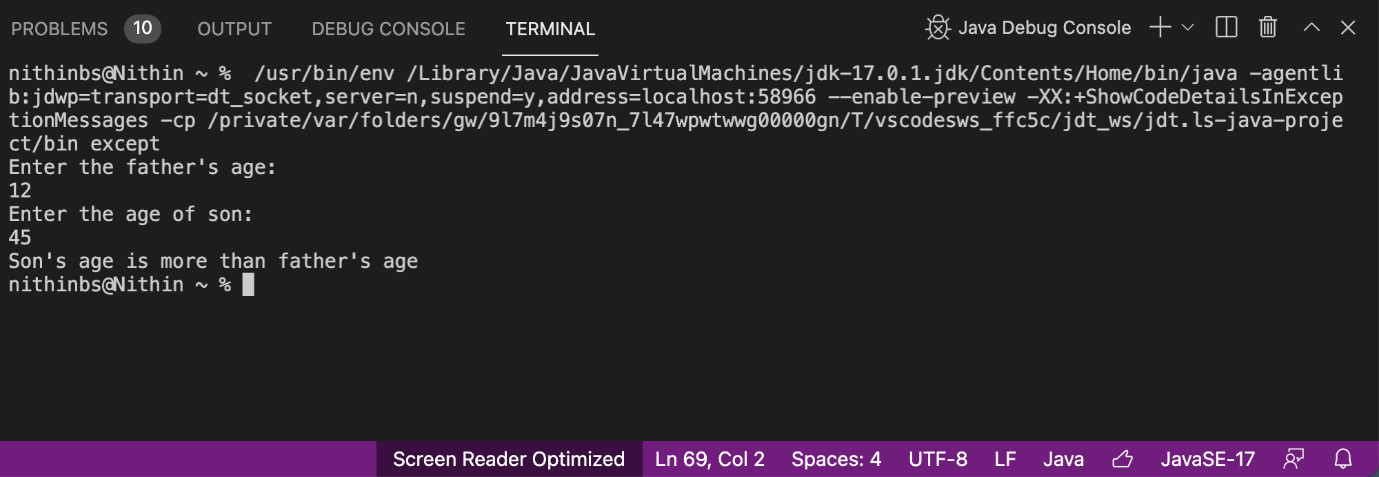 PROBLEMS 10 OUTPUT DEBUG CONSOLE TERMINAL Java Debug Console
nithinbs@Nithin ~ %  /usr/bin/env /Library/Java/JavaVirtualMachines/jdk-17.0.1.jdk/Contents/Home/bin/java -agentli
b:jdwp=transport=dt_socket,server=n,suspend=y,address=localhost:58966 --enable-preview -XX:+ShowCodeDetailsInExcep
tionMessages -cp /private/var/folders/gw/9l7m4j9s07n_7l47wpwtwwg00000gn/T/vscodesws_ffc5c/jdt_ws/jdt.ls-java-proje
ct/bin except
Enter the father's age:
12
Enter the age of son:
45
Son's age is more than father's age
nithinbs@Nithin ~ %
Screen Reader Optimized Ln 69, Col 2 Spaces: 4 UTF-8 LF Java JavaSE-17